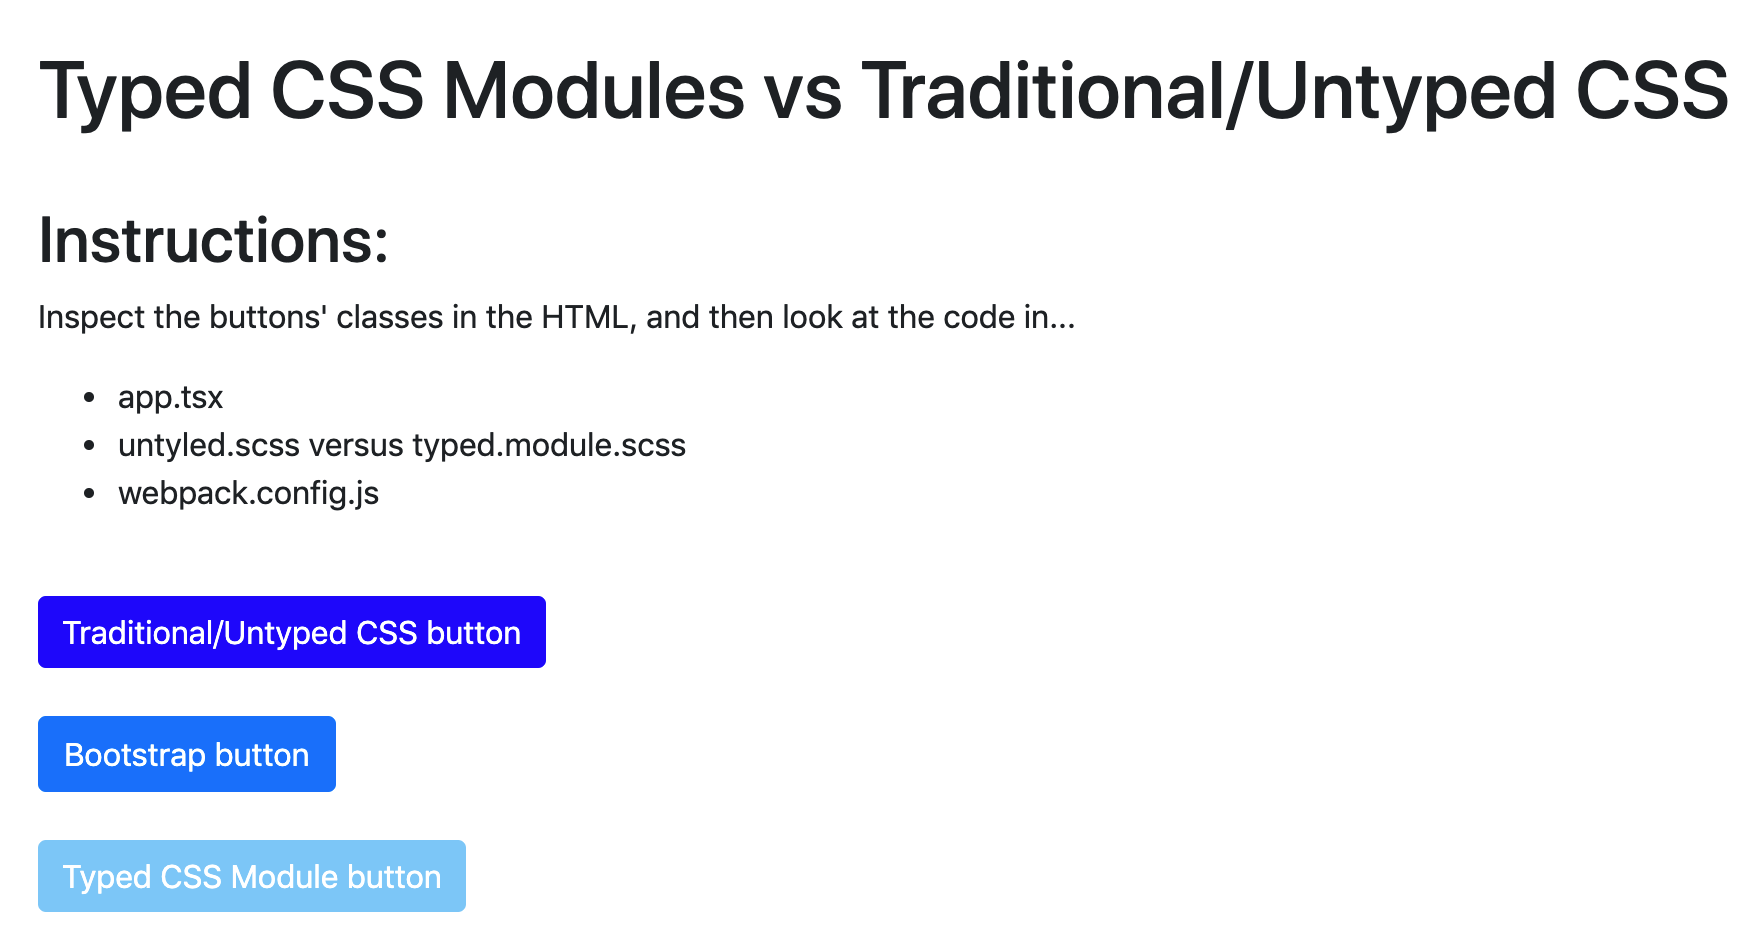 Typed CSS Modules vs Traditional/Untyped CSS
Instructions:
Inspect the buttons' classes in the HTML, and then look at the code in...
• app.tsx
• untyled.scss versus typed.module.scss
• webpack.config.js
Traditional/Untyped CSS button
Bootstrap button
Typed CSS Module button